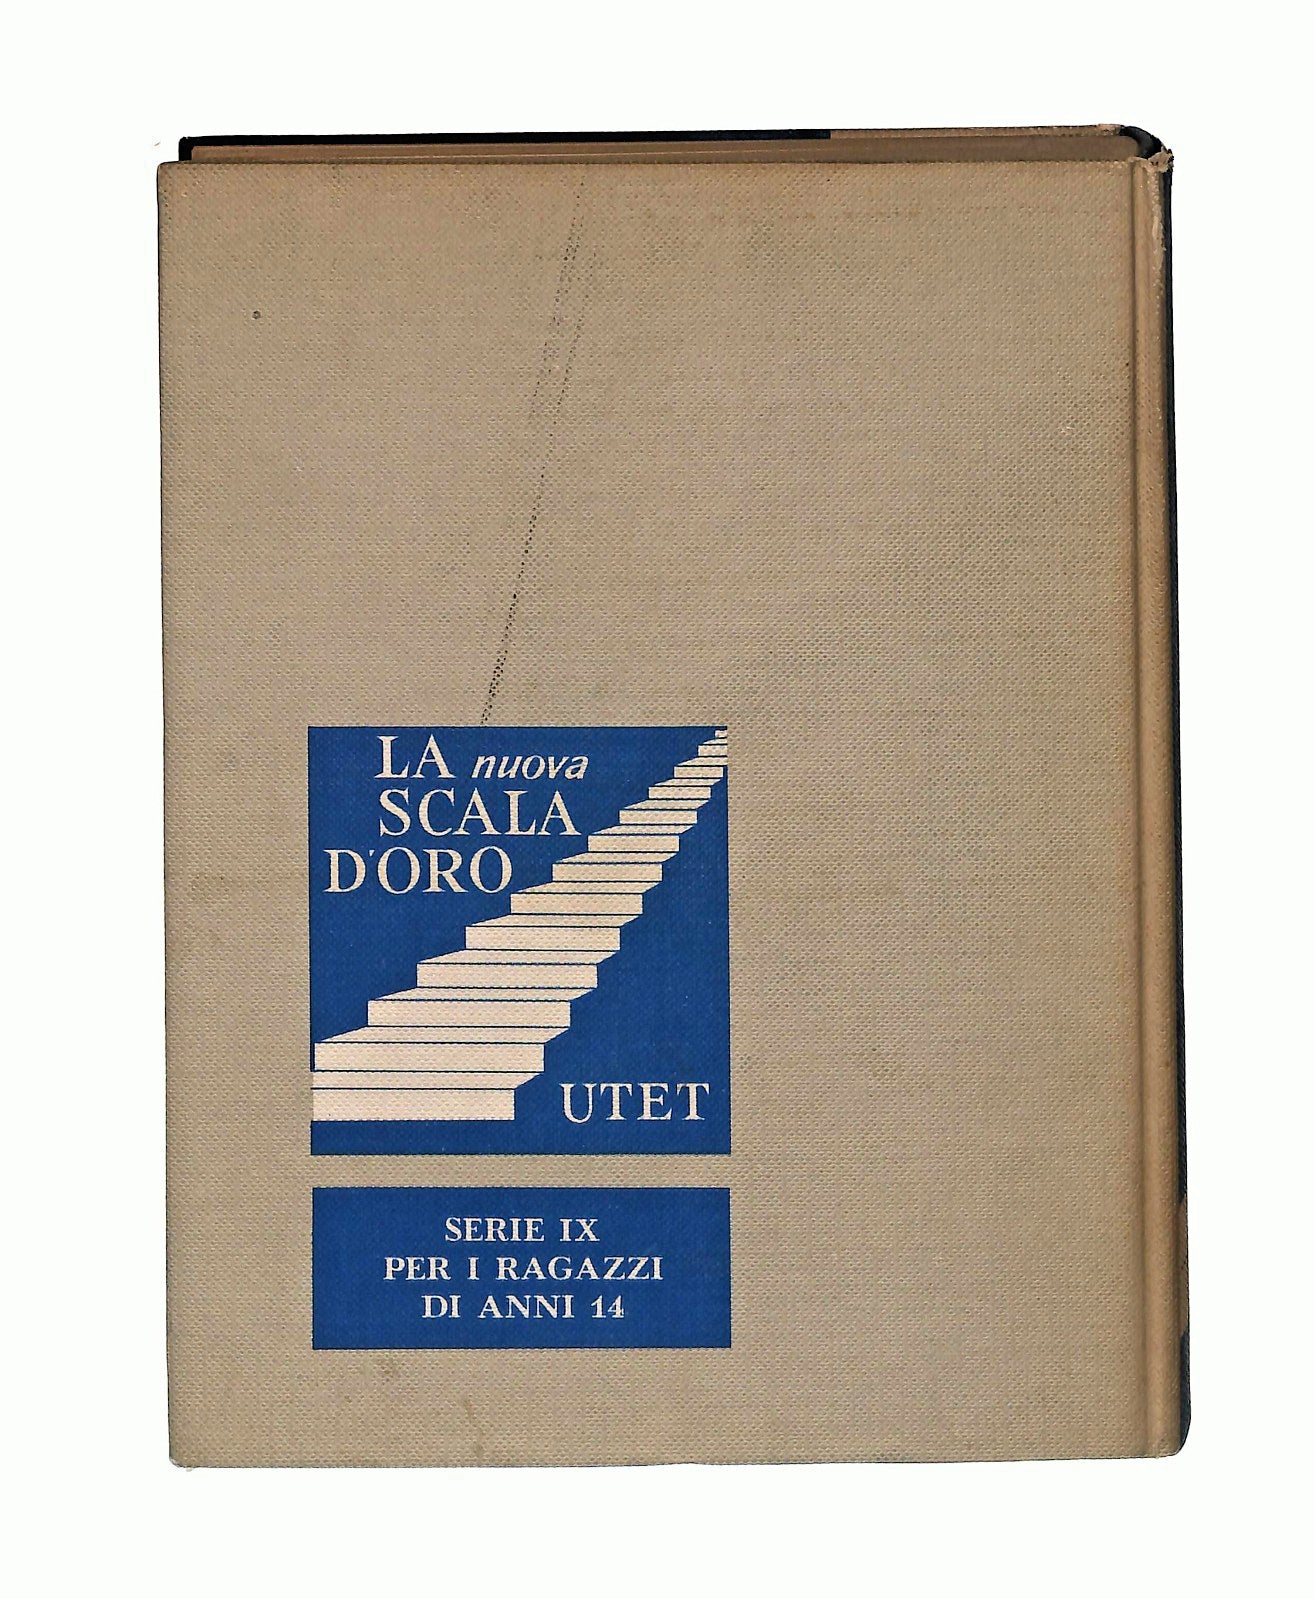 LA nuova
SCALA
D'ORO
UTET
SERIE IX
PER I RAGAZZI
DI ANNI 14